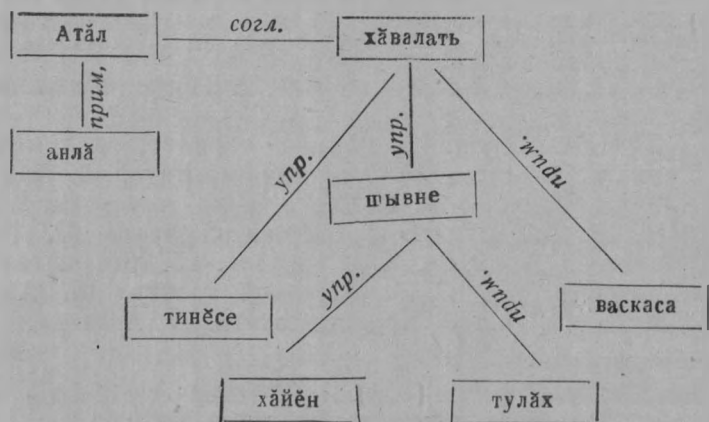 Атӑл согл. хӑвалать
прим,
анлӑ
упр. упр. прим.
шывне
упр. прим.
тинӗсе васкаса
хӑйӗн тулӑх